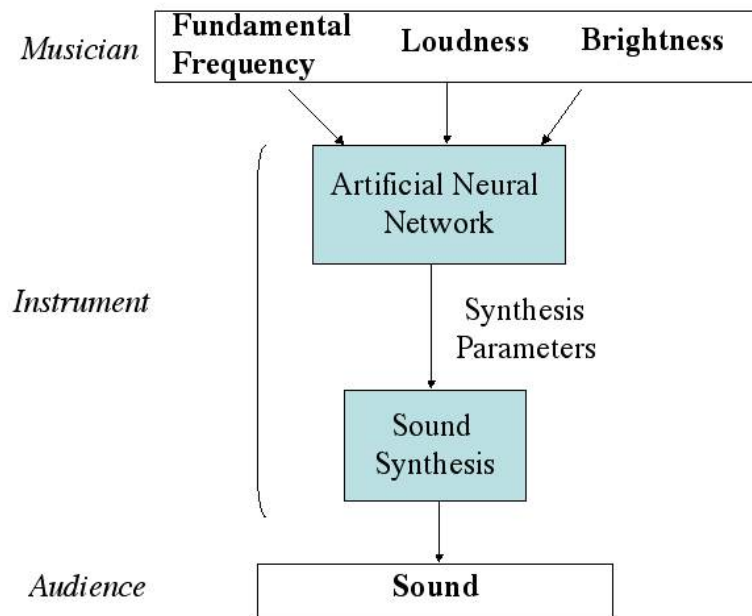 Musician
Fundamental
Frequency
Loudness
Brightness
Artificial Neural
Network
Instrument
Synthesis
Parameters
Sound
Synthesis
Audience
Sound